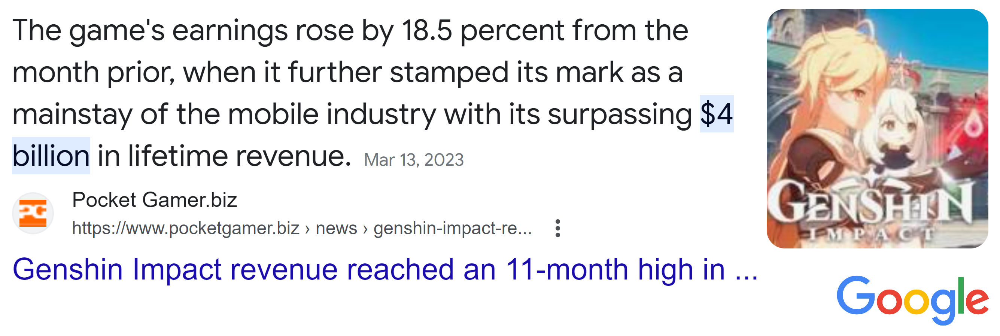 The game's earnings rose by 18.5 percent from the
month prior, when it further stamped its mark as a
mainstay of the mobile industry with its surpassing $4
billion in lifetime revenue. Mar 13, 2023
PG
Pocket Gamer.biz
https://www.pocketgamer.biz › news › genshin-impact-re...
Genshin Impact revenue reached an 11-month high in ...
GENSHIN
IMPACT
Google